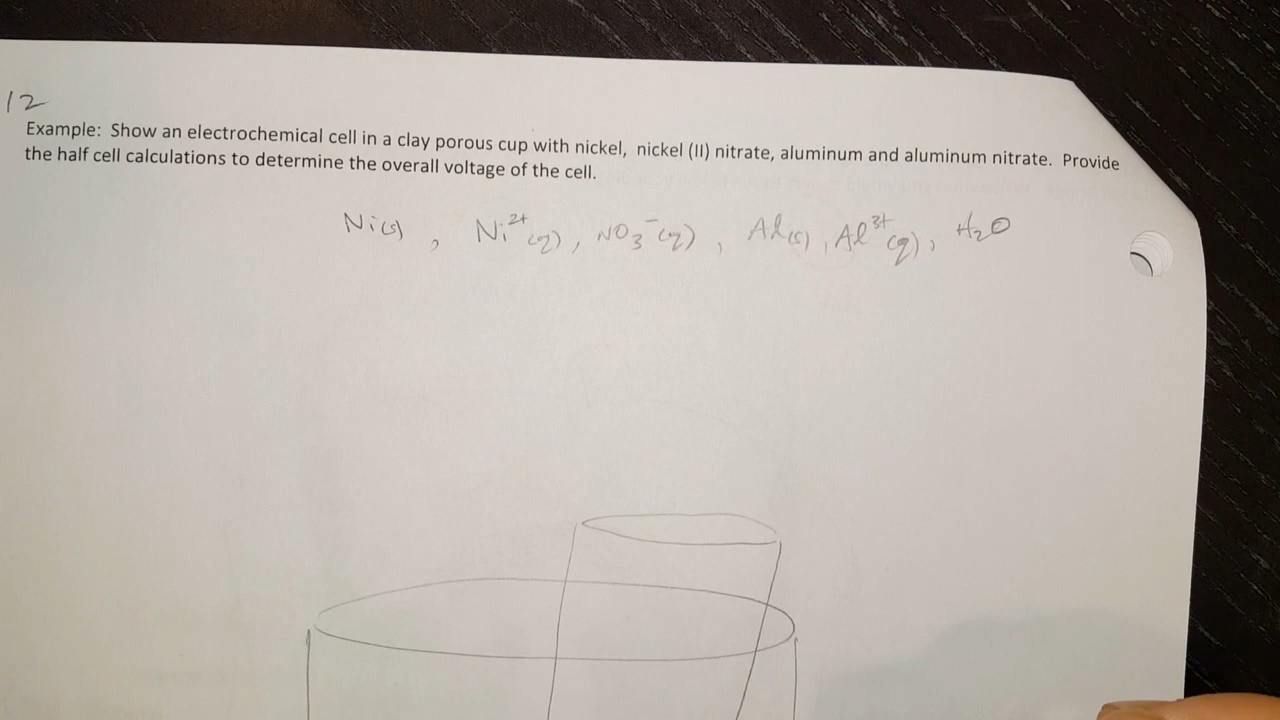 12
Example: Show an electrochemical cell in a clay porous cup with nickel, nickel (II) nitrate, aluminum and aluminum nitrate. Provide
the half cell calculations to determine the overall voltage of the cell.
Ni(s) , Ni²⁺(aq) , NO₃⁻(aq) , Al(s) , Al³⁺(aq) , H₂O